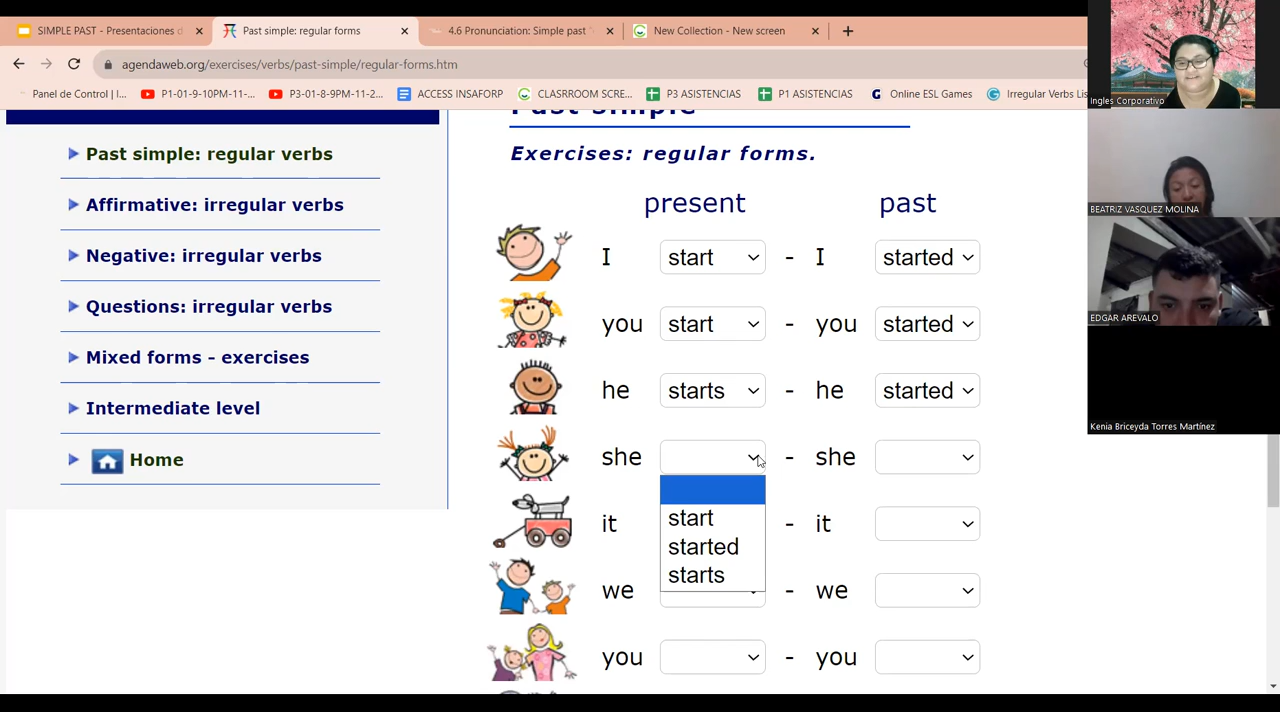 SIMPLE PAST - Presentaciones d
Past simple: regular forms
4.6 Pronunciation: Simple past
New Collection - New screen
agendaweb.org/exercises/verbs/past-simple/regular-forms.htm
Panel de Control | I...
P1-01-9-10PM-11-...
P3-01-8-9PM-11-2...
ACCESS INSAFORP
CLASRROOM SCRE...
P3 ASISTENCIAS
P1 ASISTENCIAS
Online ESL Games
Irregular Verbs Lis
Ingles Corporativo
BEATRIZ VASQUEZ MOLINA
EDGAR AREVALO
Kenia Briceyda Torres Martínez
Past simple: regular verbs
Affirmative: irregular verbs
Negative: irregular verbs
Questions: irregular verbs
Mixed forms - exercises
Intermediate level
Home
Past simple
Exercises: regular forms.
present past
I start - I started
you start - you started
he starts - he started
she - she
start
started
starts
it - it
we - we
you - you